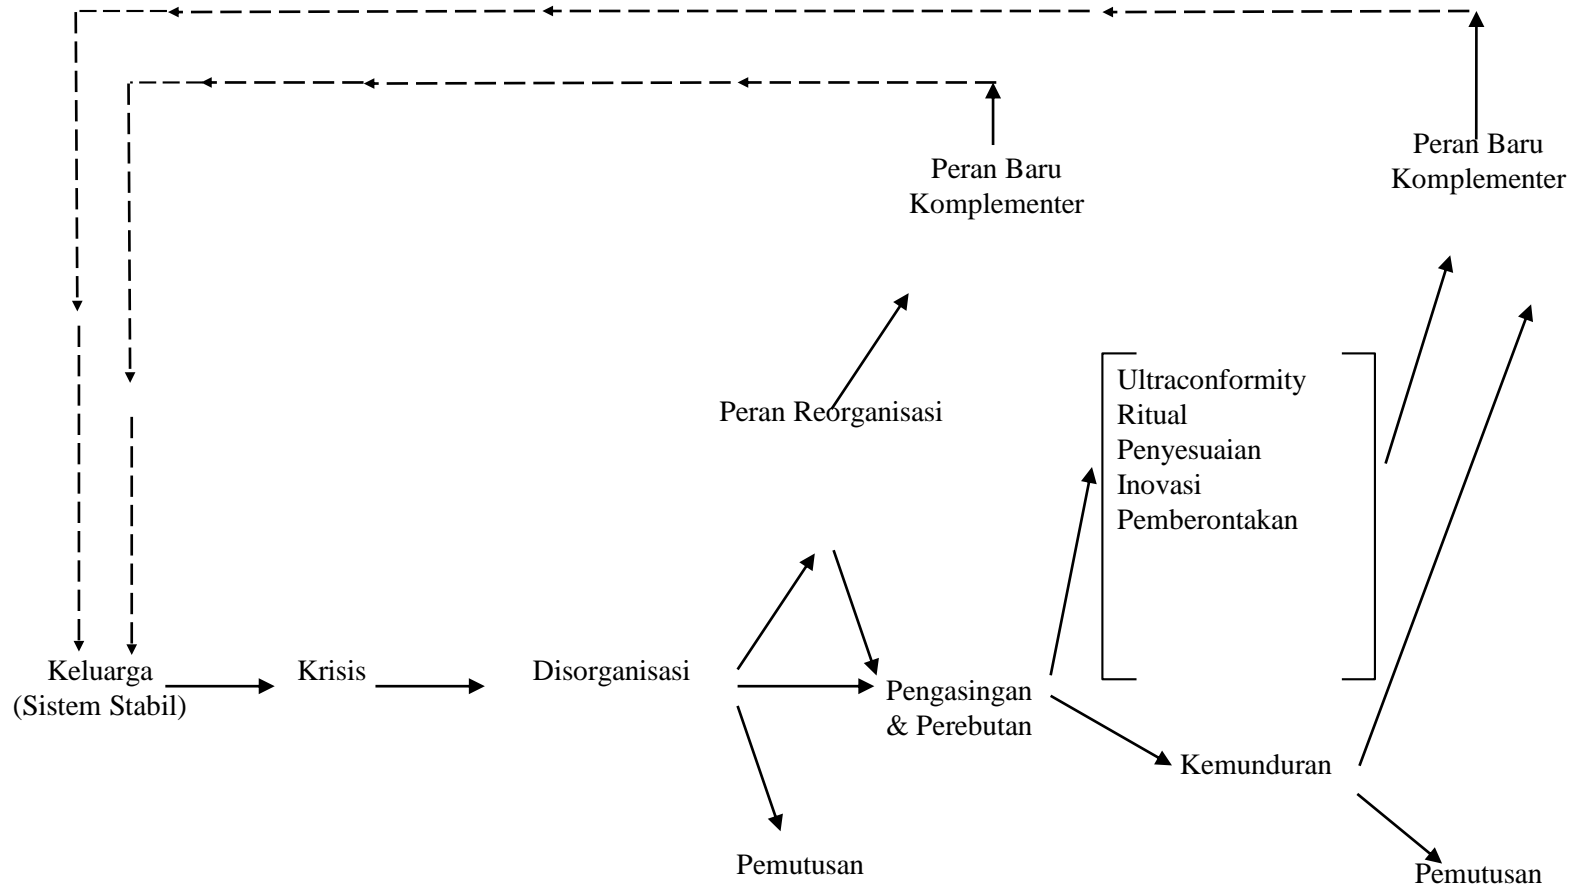 Peran Baru
Komplementer
Peran Baru
Komplementer
Peran Reorganisasi
Ultraconformity
Ritual
Penyesuaian
Inovasi
Pemberontakan
Keluarga
(Sistem Stabil)
Krisis
Disorganisasi
Pengasingan
& Perebutan
Kemunduran
Pemutusan
Pemutusan